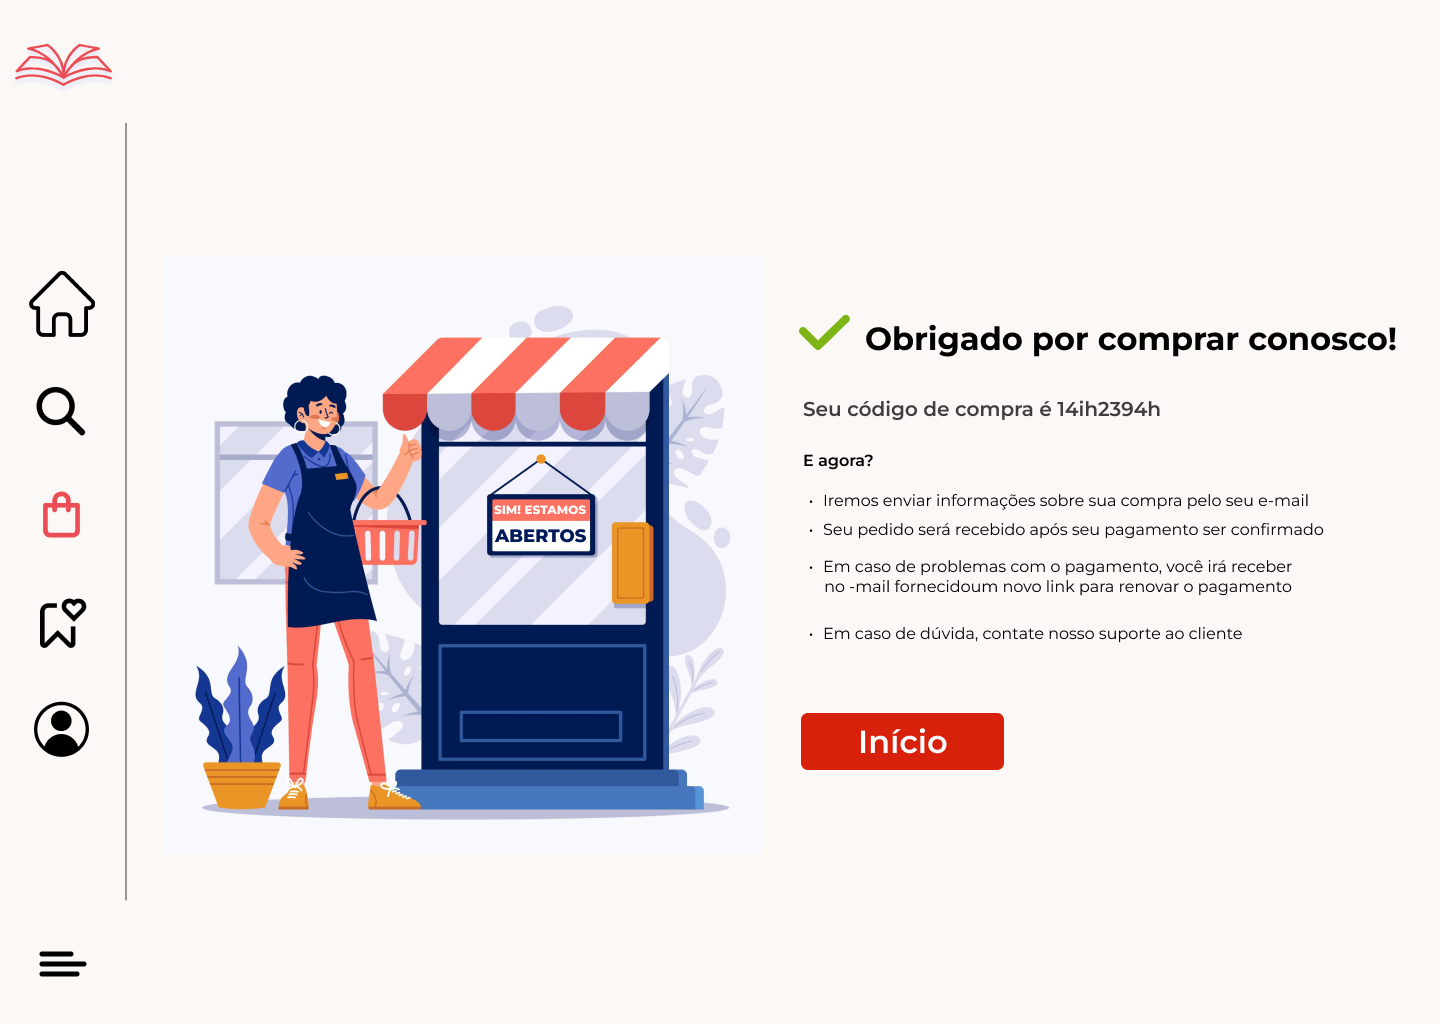 Obrigado por comprar conosco!
Seu código de compra é 14ih2394h
E agora?
• Iremos enviar informações sobre sua compra pelo seu e-mail
• Seu pedido será recebido após seu pagamento ser confirmado
• Em caso de problemas com o pagamento, você irá receber
no -mail fornecidoum novo link para renovar o pagamento
• Em caso de dúvida, contate nosso suporte ao cliente
Início
SIM! ESTAMOS
ABERTOS